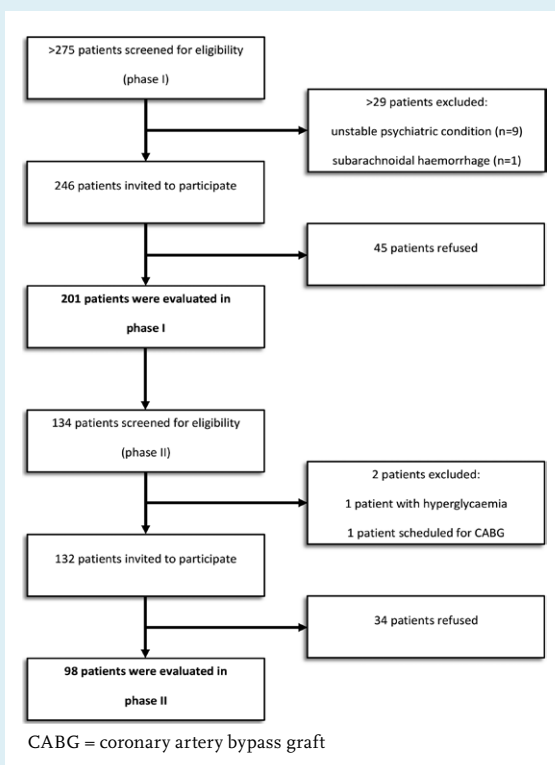 >275 patients screened for eligibility
(phase I)
>29 patients excluded:
unstable psychiatric condition (n=9)
subarachnoidal haemorrhage (n=1)
246 patients invited to participate
45 patients refused
201 patients were evaluated in
phase I
134 patients screened for eligibility
(phase II)
2 patients excluded:
1 patient with hyperglycaemia
1 patient scheduled for CABG
132 patients invited to participate
34 patients refused
98 patients were evaluated in
phase II
CABG = coronary artery bypass graft